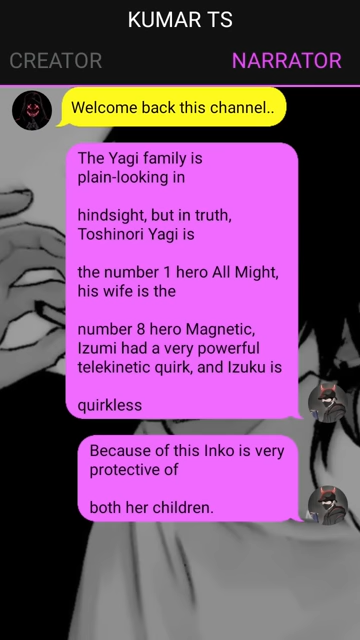 KUMAR TS
CREATOR
NARRATOR
Welcome back this channel..
The Yagi family is
plain-looking in
hindsight, but in truth,
Toshinori Yagi is
the number 1 hero All Might,
his wife is the
number 8 hero Magnetic,
Izumi had a very powerful
telekinetic quirk, and Izuku is
quirkless
Because of this Inko is very
protective of
both her children.